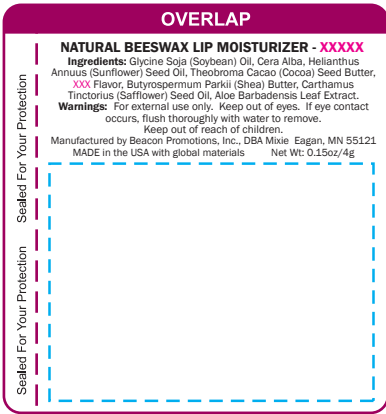 OVERLAP
NATURAL BEESWAX LIP MOISTURIZER - XXXXX
Ingredients: Glycine Soja (Soybean) Oil, Cera Alba, Helianthus
Annuus (Sunflower) Seed Oil, Theobroma Cacao (Cocoa) Seed Butter,
XXX Flavor, Butyrospermum Parkii (Shea) Butter, Carthamus
Tinctorius (Safflower) Seed Oil, Aloe Barbadensis Leaf Extract.
Warnings: For external use only. Keep out of eyes. If eye contact
occurs, flush thoroughly with water to remove.
Keep out of reach of children.
Manufactured by Beacon Promotions, Inc., DBA Mixie Eagan, MN 55121
MADE in the USA with global materials Net Wt: 0.15oz/4g
Sealed For Your Protection
Sealed For Your Protection